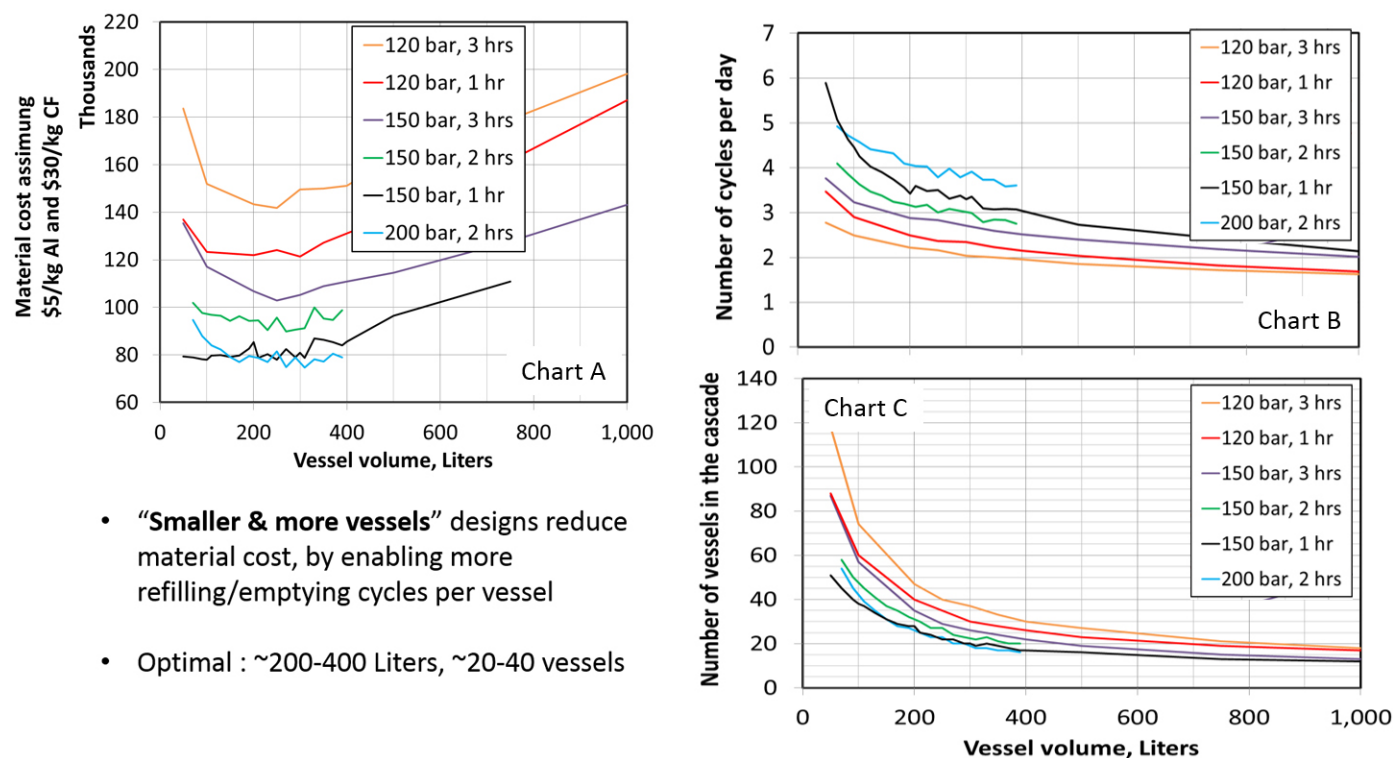 Material cost assimung
$5/kg Al and $30/kg CF
Thousands
220
200
180
160
140
120
100
80
60
0
200
400
600
800
1,000
Vessel volume, Liters
120 bar, 3 hrs
120 bar, 1 hr
150 bar, 3 hrs
150 bar, 2 hrs
150 bar, 1 hr
200 bar, 2 hrs
Chart A
Number of cycles per day
7
6
5
4
3
2
1
0
120 bar, 3 hrs
120 bar, 1 hr
150 bar, 3 hrs
150 bar, 2 hrs
150 bar, 1 hr
200 bar, 2 hrs
Chart B
• “Smaller & more vessels” designs reduce
material cost, by enabling more
refilling/emptying cycles per vessel
• Optimal : ~200-400 Liters, ~20-40 vessels
Number of vessels in the cascade
140
120
100
80
60
40
20
0
Chart C
120 bar, 3 hrs
120 bar, 1 hr
150 bar, 3 hrs
150 bar, 2 hrs
150 bar, 1 hr
200 bar, 2 hrs
0
200
400
600
800
1,000
Vessel volume, Liters